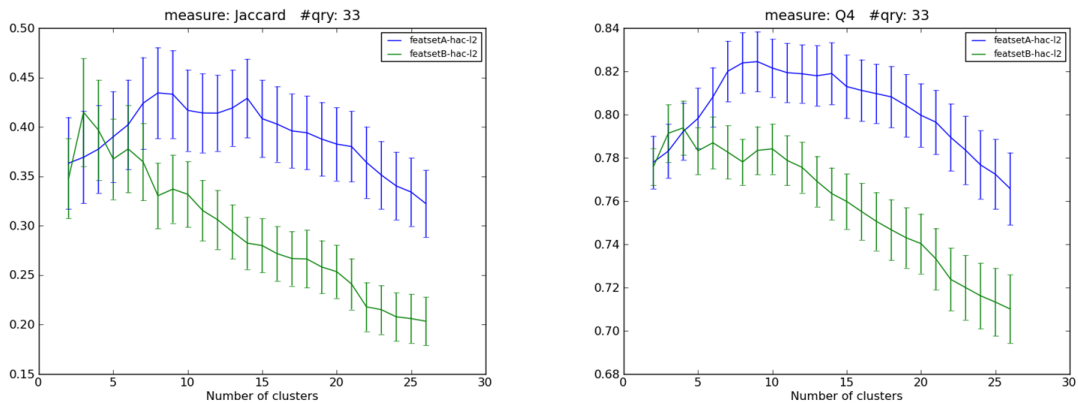 measure: Jaccard   #qry: 33
featsetA-hac-l2
featsetB-hac-l2
0.50
0.45
0.40
0.35
0.30
0.25
0.20
0.15
0 5 10 15 20 25 30
Number of clusters
measure: Q4   #qry: 33
featsetA-hac-l2
featsetB-hac-l2
0.84
0.82
0.80
0.78
0.76
0.74
0.72
0.70
0.68
0 5 10 15 20 25 30
Number of clusters